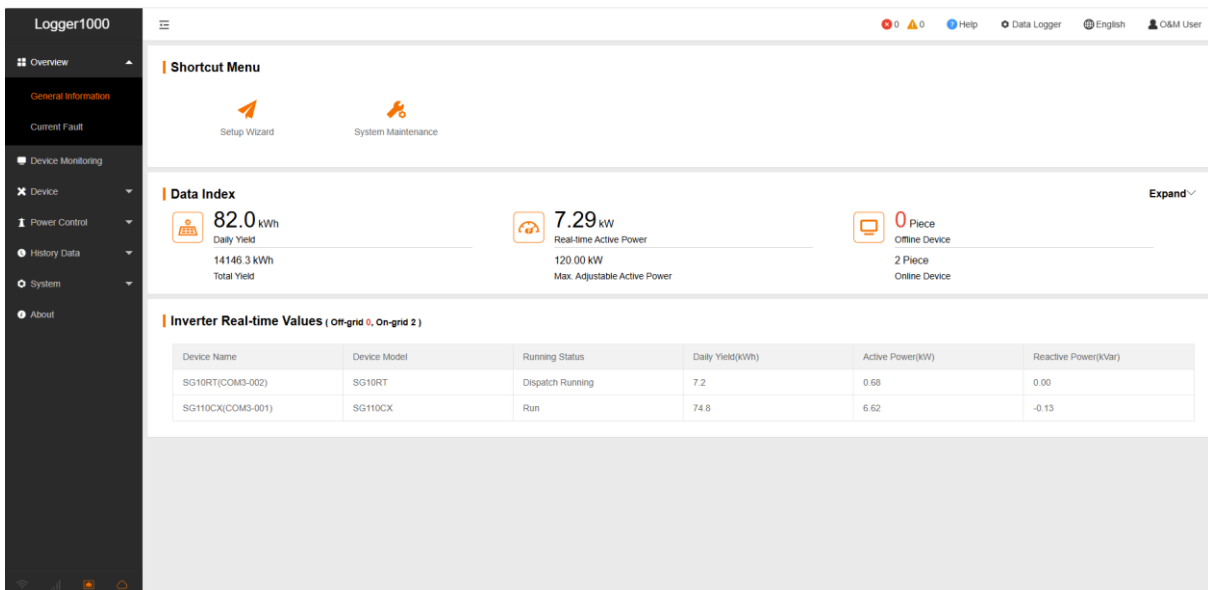 Logger1000
0 0 Help Data Logger English O&M User
Overview
General Information
Current Fault
Device Monitoring
Device
Power Control
History Data
System
About
Shortcut Menu
Setup Wizard System Maintenance
Data Index Expand
82.0 kWh 7.29 kW 0 Piece
Daily Yield Real-time Active Power Offline Device
14146.3 kWh 120.00 kW 2 Piece
Total Yield Max. Adjustable Active Power Online Device
Inverter Real-time Values ( Off-grid 0, On-grid 2 )
Device Name Device Model Running Status Daily Yield(kWh) Active Power(kW) Reactive Power(kVar)
SG10RT(COM3-002) SG10RT Dispatch Running 7.2 0.68 0.00
SG110CX(COM3-001) SG110CX Run 74.8 6.62 -0.13